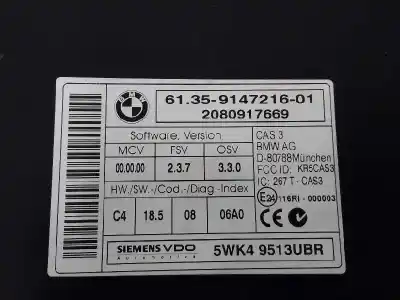 BMW
61.35-9147216-01
2080917669
Software, Version
MCV FSV OSV
00.00.00 2.3.7 3.3.0
HW./SW.-/Cod.-/Diag.-Index
C4 18.5 08 06A0
CAS 3
BMW AG
D-80788München
FCC ID: KR5CAS3
IC: 267 T - CAS3
E24 116RI - 000003
SIEMENS VDO
Automotive
5WK4 9513UBR